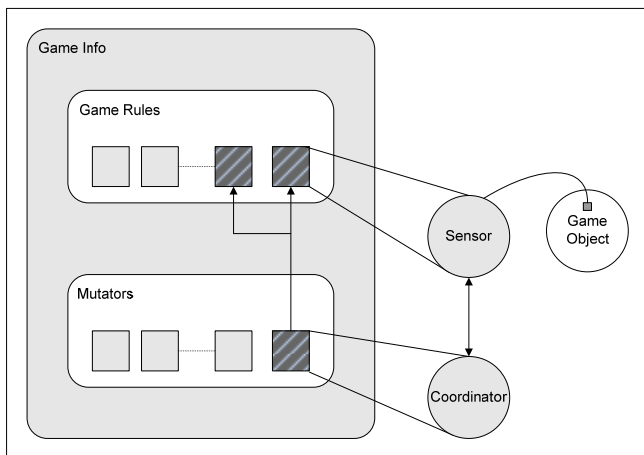 Game Info
Game Rules
Sensor
Game
Object
Mutators
Coordinator